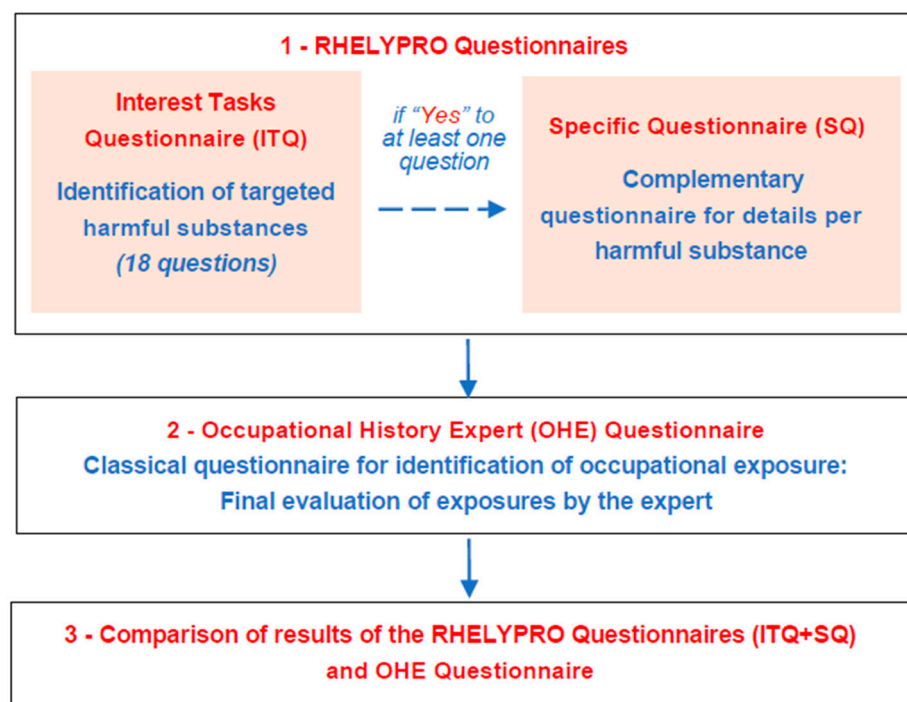 1 - RHELYPRO Questionnaires
Interest Tasks
Questionnaire (ITQ)
Identification of targeted
harmful substances
(18 questions)
if “Yes” to
at least one
question
Specific Questionnaire (SQ)
Complementary
questionnaire for details per
harmful substance
2 - Occupational History Expert (OHE) Questionnaire
Classical questionnaire for identification of occupational exposure:
Final evaluation of exposures by the expert
3 - Comparison of results of the RHELYPRO Questionnaires (ITQ+SQ)
and OHE Questionnaire